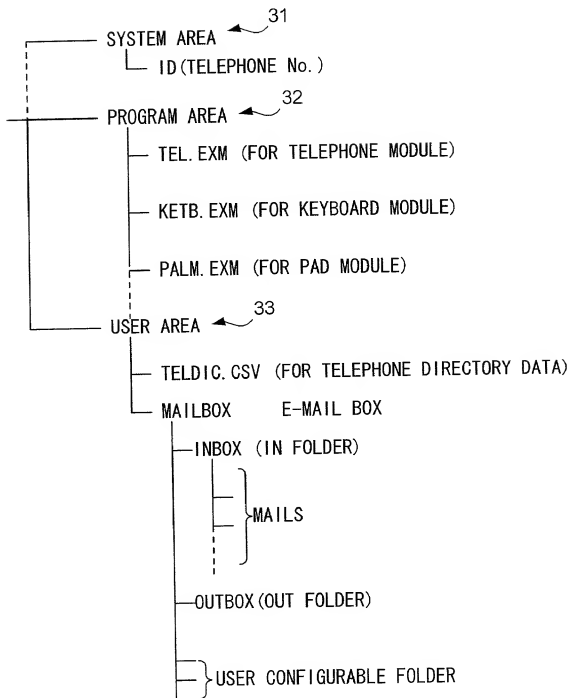 31
SYSTEM AREA
ID(TELEPHONE No.)
32
PROGRAM AREA
TEL.EXM (FOR TELEPHONE MODULE)
KETB.EXM (FOR KEYBOARD MODULE)
PALM.EXM (FOR PAD MODULE)
33
USER AREA
TELDIC.CSV (FOR TELEPHONE DIRECTORY DATA)
MAILBOX E-MAIL BOX
INBOX (IN FOLDER)
MAILS
OUTBOX(OUT FOLDER)
USER CONFIGURABLE FOLDER